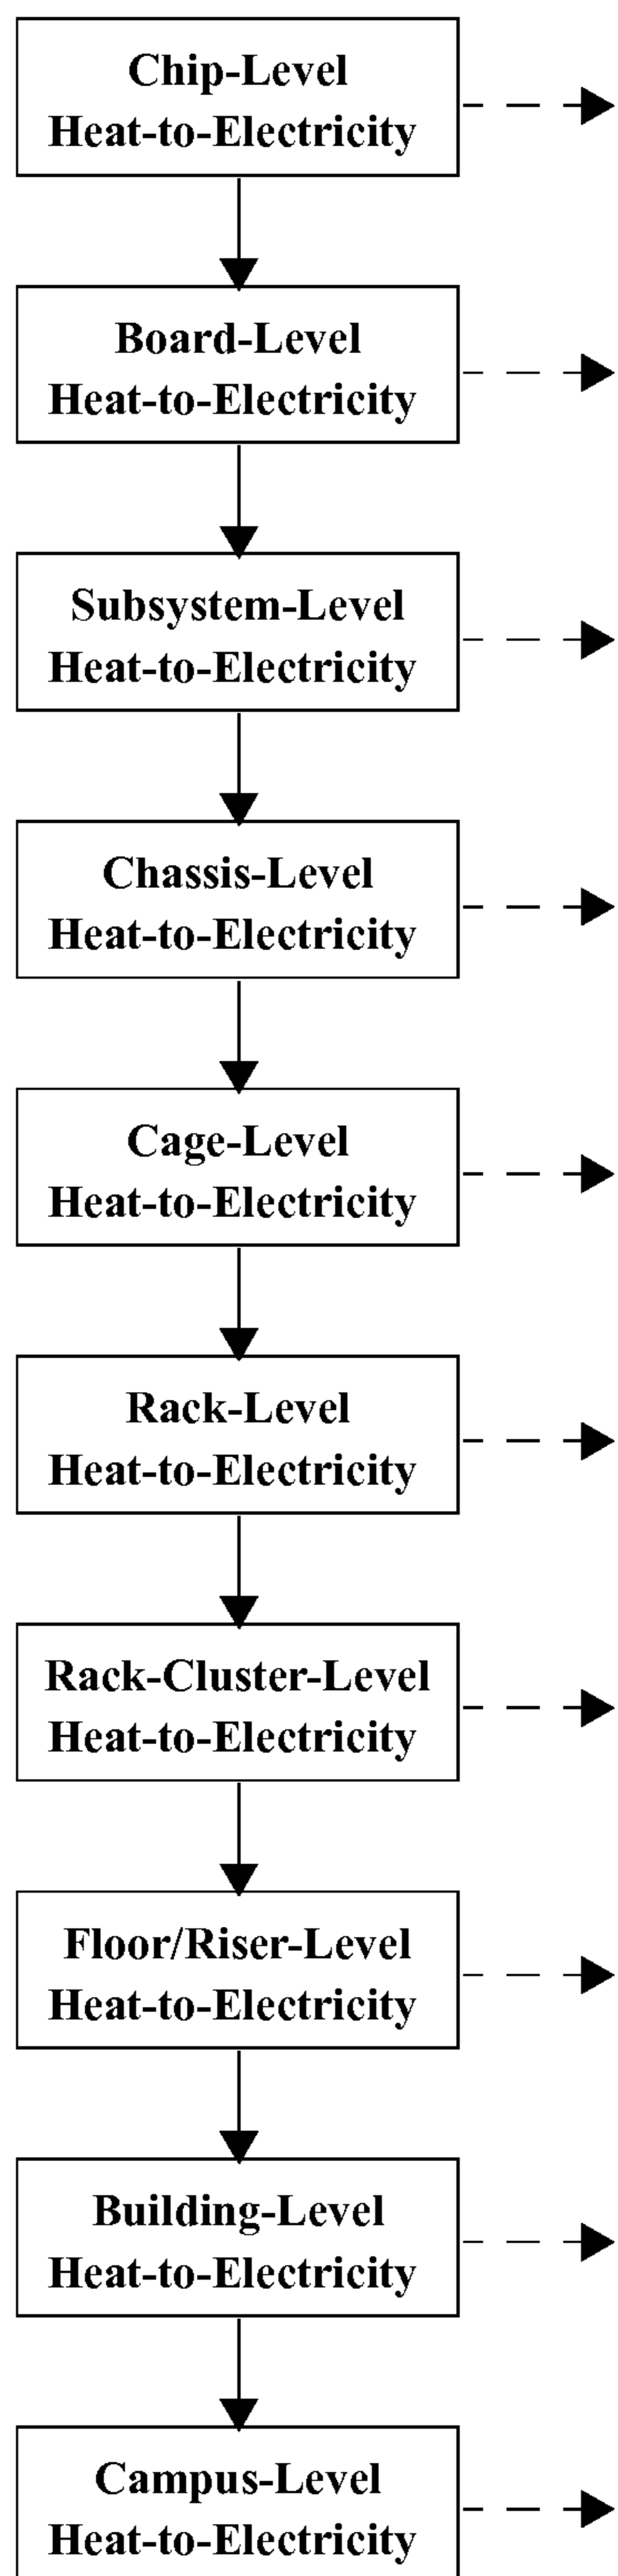 Chip-Level
Heat-to-Electricity
Board-Level
Heat-to-Electricity
Subsystem-Level
Heat-to-Electricity
Chassis-Level
Heat-to-Electricity
Cage-Level
Heat-to-Electricity
Rack-Level
Heat-to-Electricity
Rack-Cluster-Level
Heat-to-Electricity
Floor/Riser-Level
Heat-to-Electricity
Building-Level
Heat-to-Electricity
Campus-Level
Heat-to-Electricity